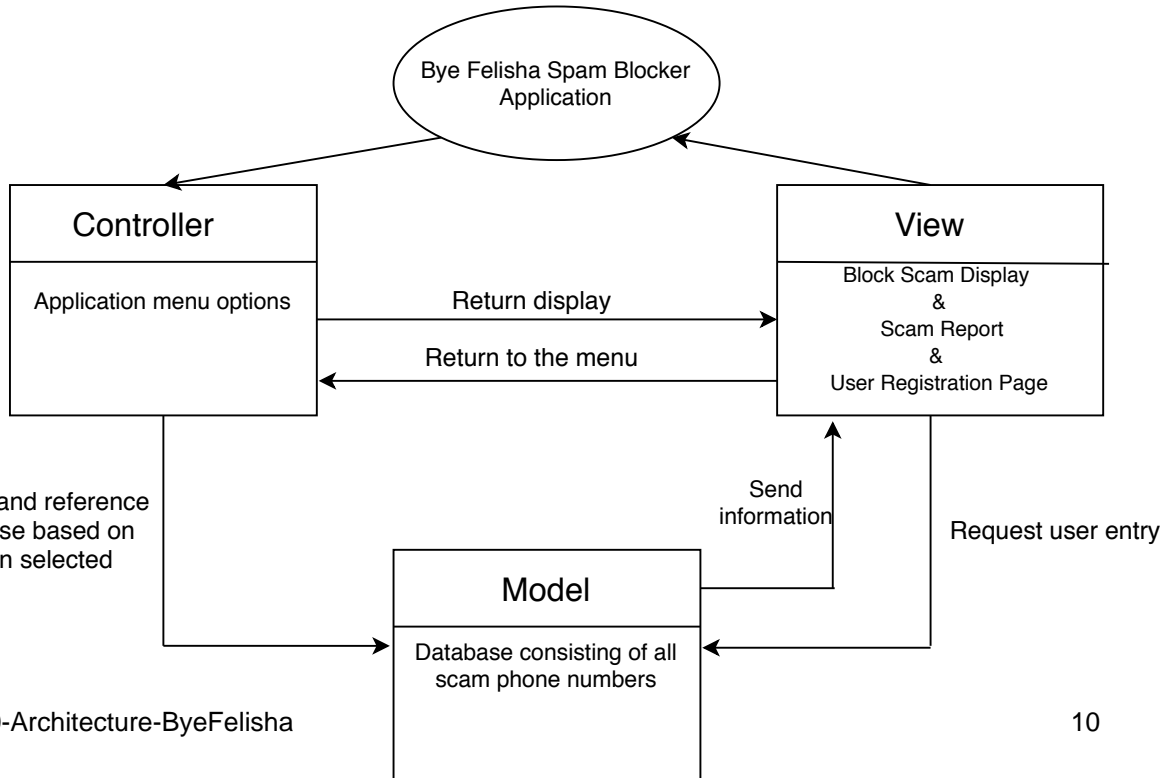 Bye Felisha Spam Blocker
Application
Controller
Application menu options
Return display
Return to the menu
View
Block Scam Display
&
Scam Report
&
User Registration Page
and reference
based on
selected
Send
information
Request user entry
Model
Database consisting of all
scam phone numbers
-Architecture-ByeFelisha
10